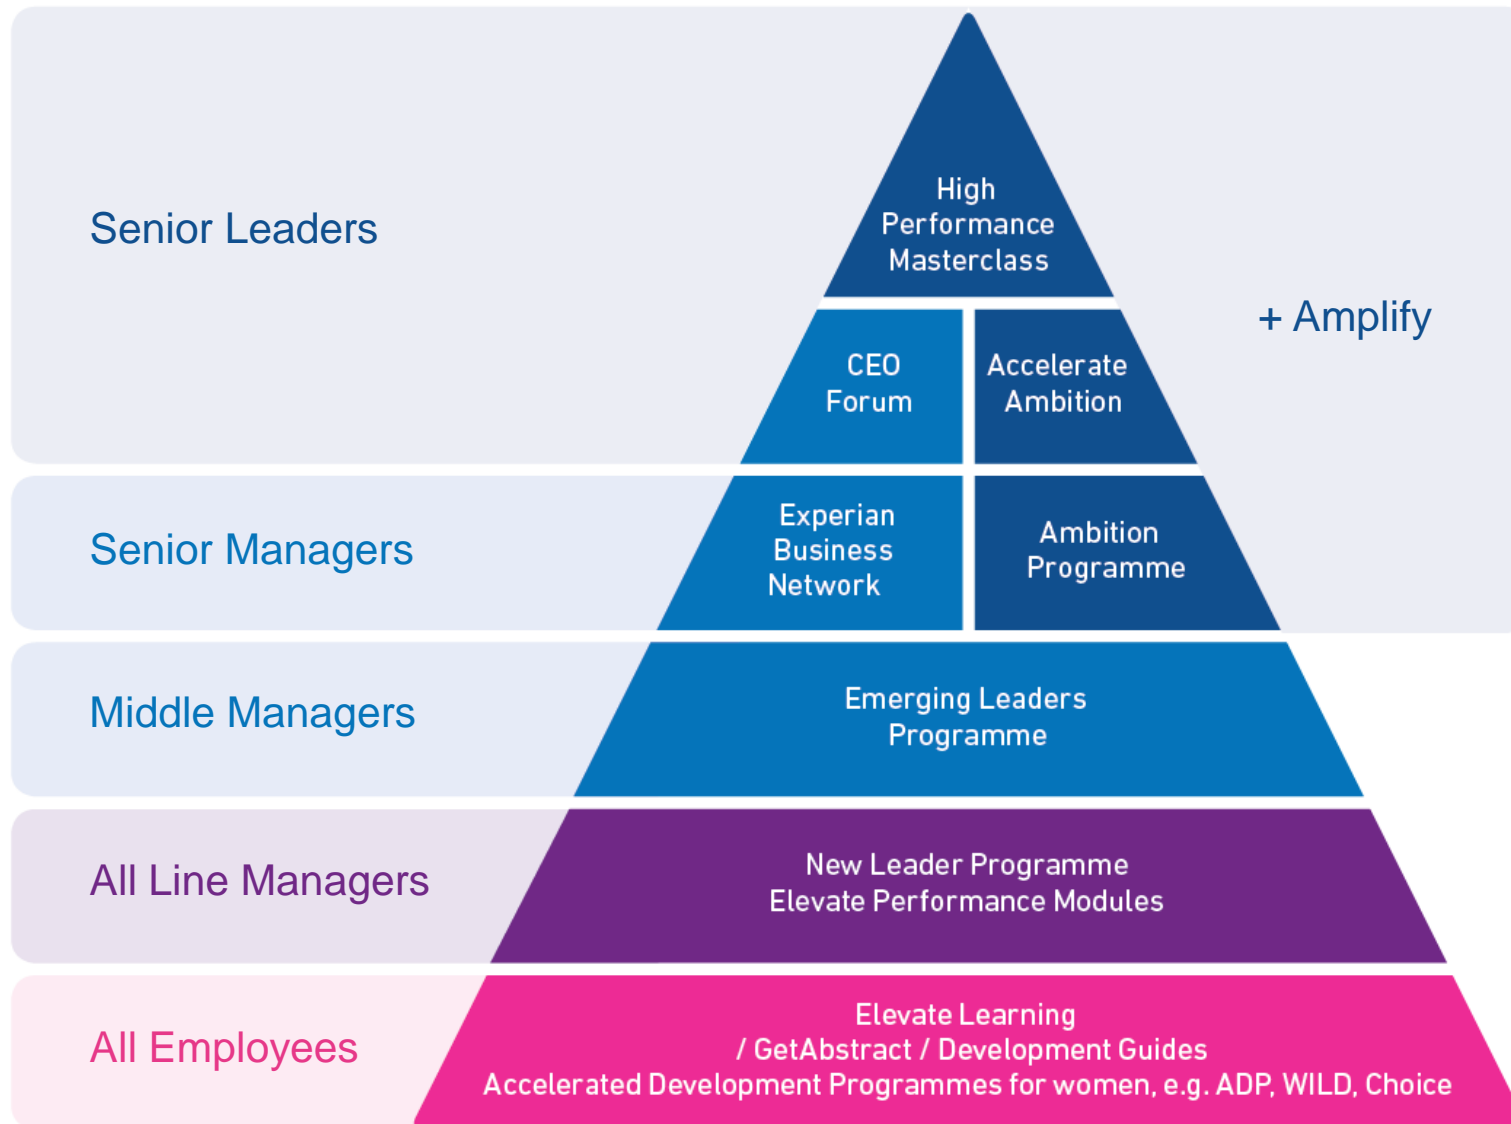 Senior Leaders
High
Performance
Masterclass
+ Amplify
CEO
Forum
Accelerate
Ambition
Senior Managers
Experian
Business
Network
Ambition
Programme
Middle Managers
Emerging Leaders
Programme
All Line Managers
New Leader Programme
Elevate Performance Modules
All Employees
Elevate Learning
/ GetAbstract / Development Guides
Accelerated Development Programmes for women, e.g. ADP, WILD, Choice